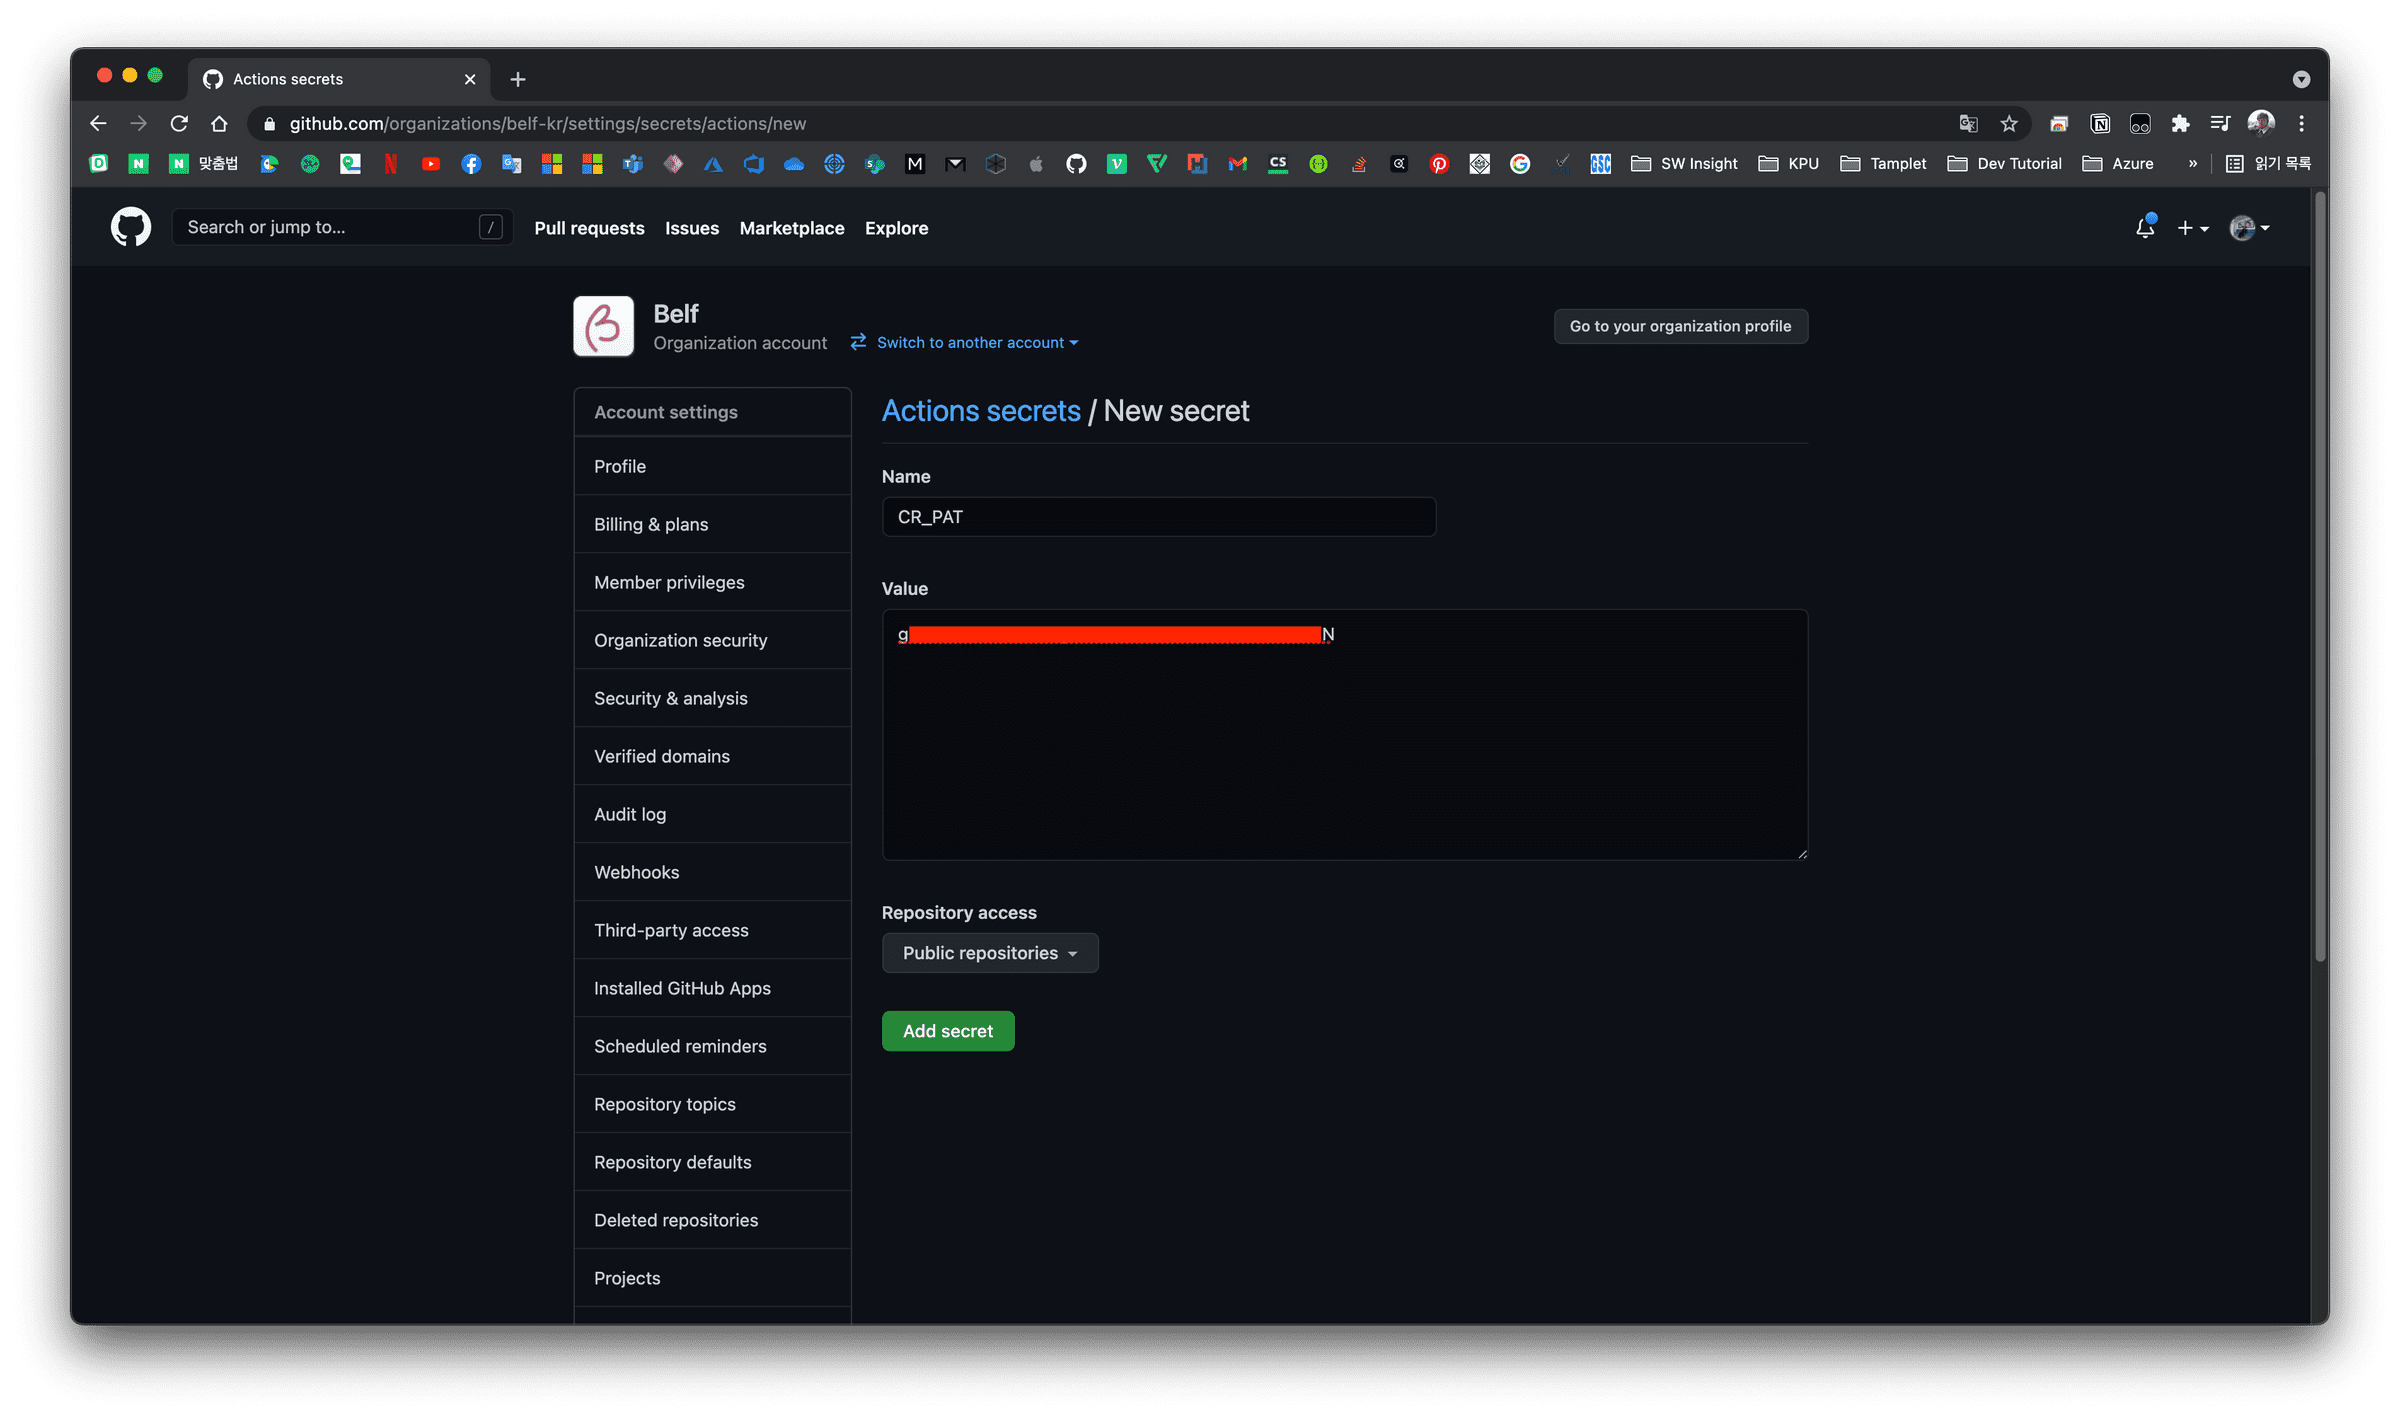 Actions secrets
github.com/organizations/belf-kr/settings/secrets/actions/new
맞춤법
SW Insight
KPU
Tamplet
Dev Tutorial
Azure
»
읽기 목록
Search or jump to...
/
Pull requests
Issues
Marketplace
Explore
Belf
Organization account
Switch to another account
Go to your organization profile
Account settings
Profile
Billing & plans
Member privileges
Organization security
Security & analysis
Verified domains
Audit log
Webhooks
Third-party access
Installed GitHub Apps
Scheduled reminders
Repository topics
Repository defaults
Deleted repositories
Projects
Actions secrets / New secret
Name
CR_PAT
Value
g N
Repository access
Public repositories
Add secret